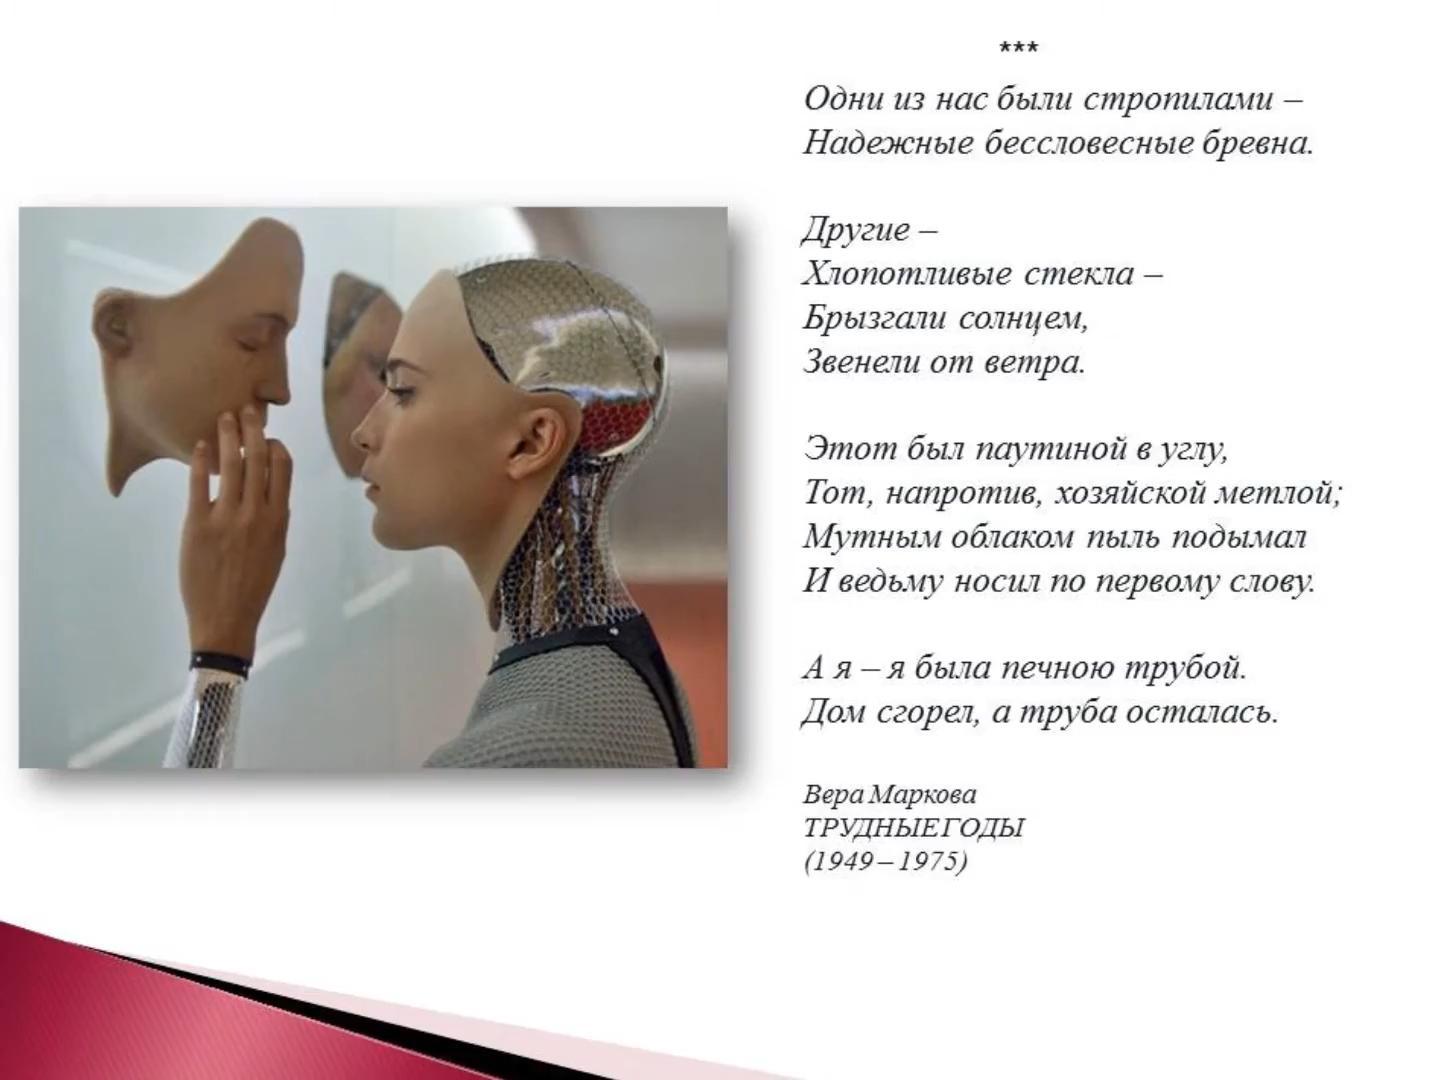 ***
Одни из нас были стропилами –
Надежные бессловесные бревна.
Другие –
Хлопотливые стекла –
Брызгали солнцем,
Звенели от ветра.
Этот был паутиной в углу,
Тот, напротив, хозяйской метлой;
Мутным облаком пыль подымал
И ведьму носил по первому слову.
А я – я была печною трубой.
Дом сгорел, а труба осталась.
Вера Маркова
ТРУДНЫЕ ГОДЫ
(1949 – 1975)